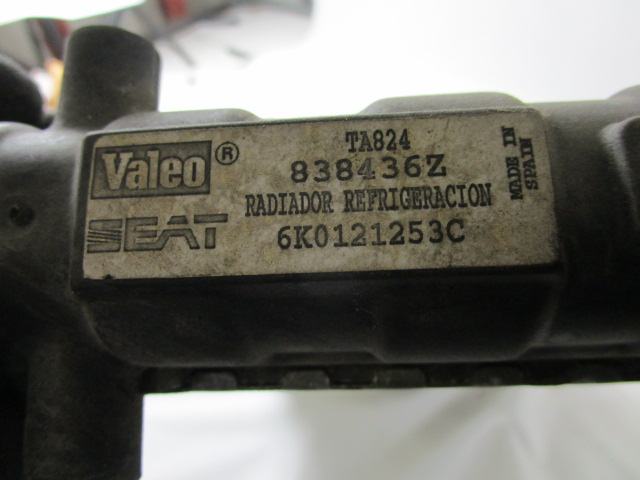 TA824
Valeo® 838436Z
RADIADOR REFRIGERACION
SEAT 6K0121253C
MADE IN
SPAIN